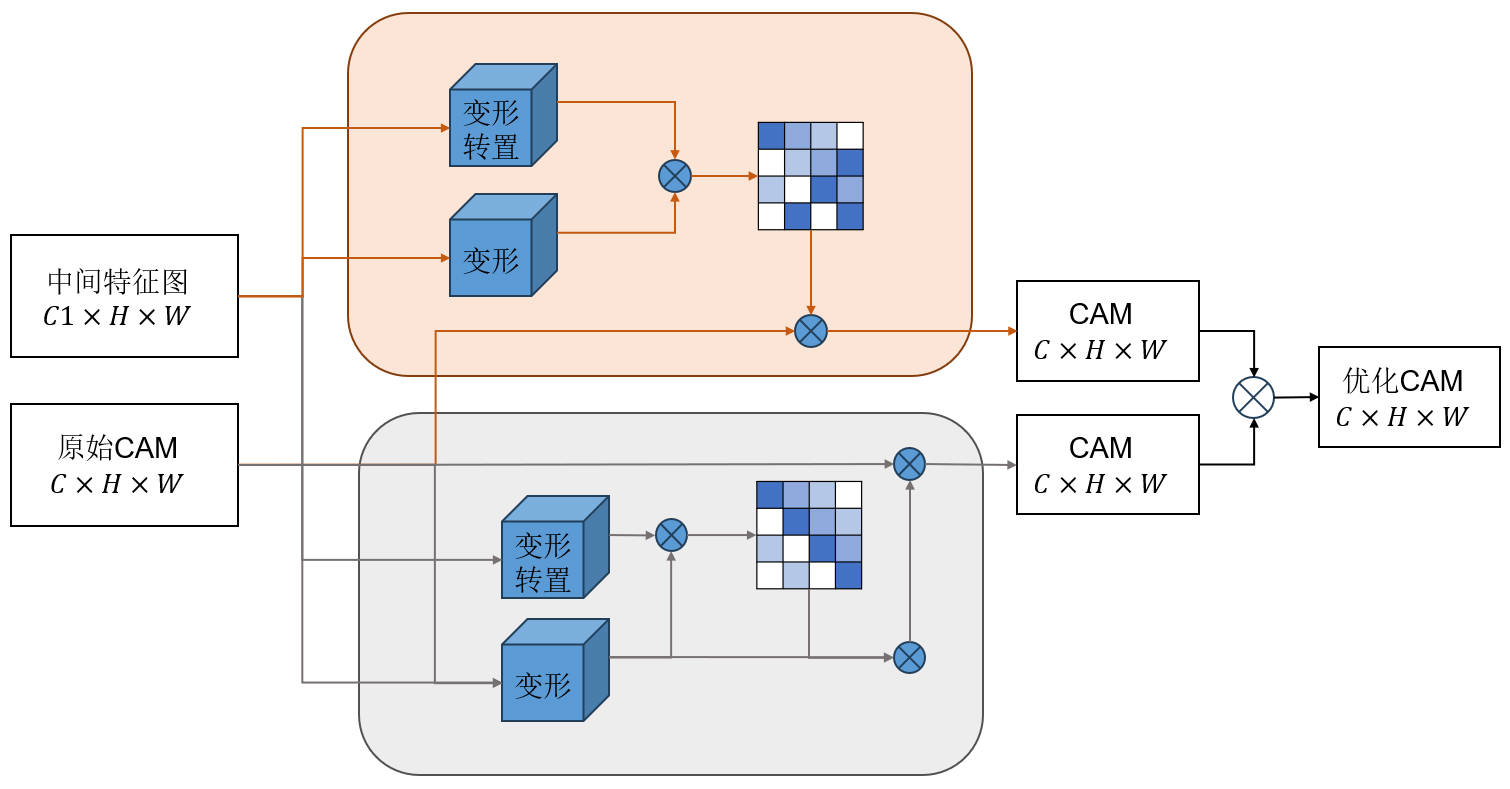 变形
转置
变形
中间特征图
C1 × H × W
原始CAM
C × H × W
CAM
C × H × W
CAM
C × H × W
优化CAM
C × H × W
变形
转置
变形